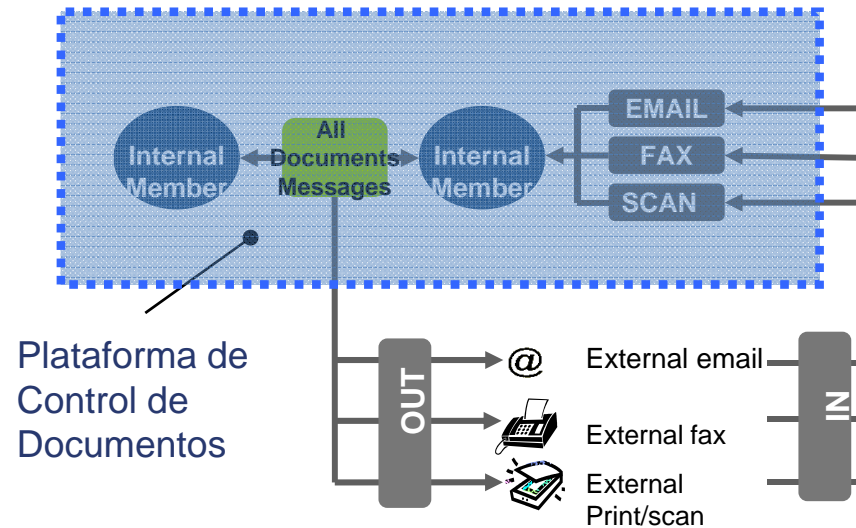 All
Documents
Messages
Internal
Member
Internal
Member
EMAIL
FAX
SCAN
Plataforma de
Control de
Documentos
OUT
@
External email
External fax
External
Print/scan
IN